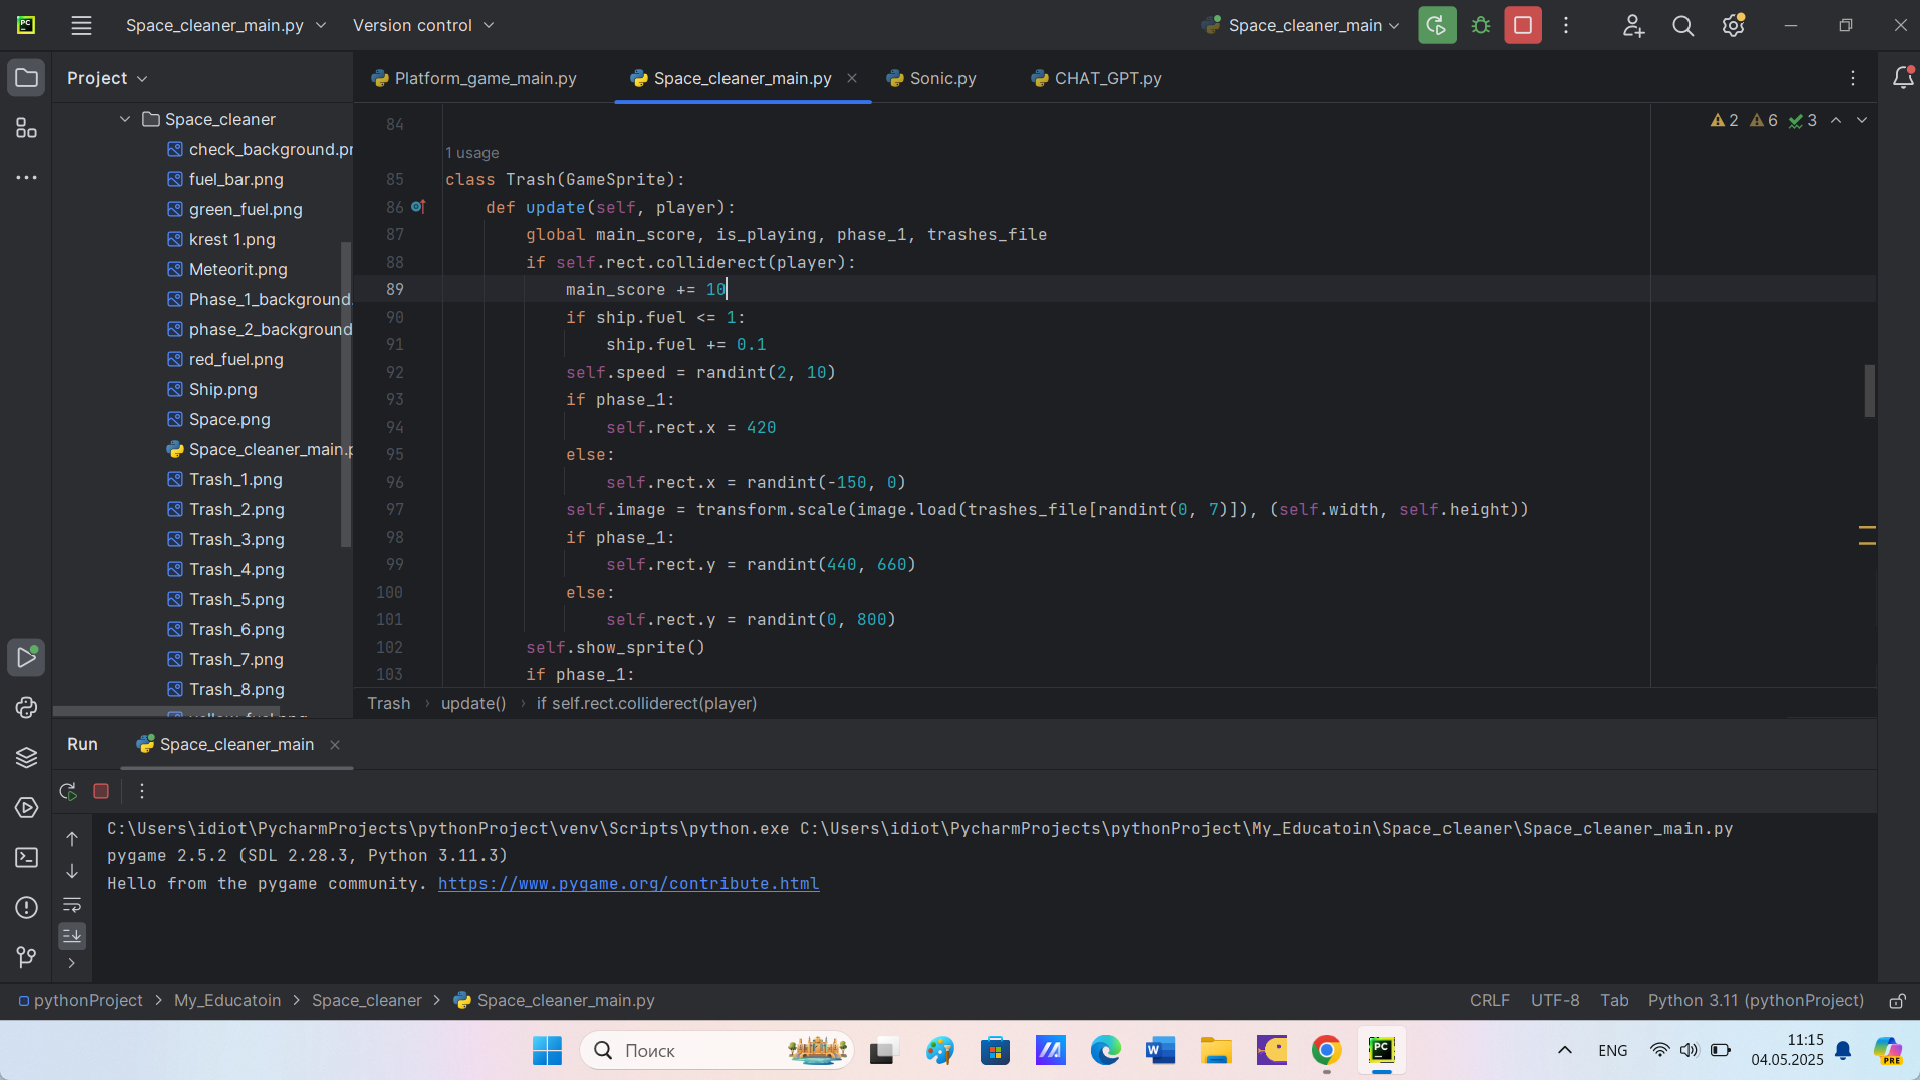 Space_cleaner_main.py
Version control
Space_cleaner_main
Project
Platform_game_main.py
Space_cleaner_main.py
Sonic.py
CHAT_GPT.py
Space_cleaner
check_background.pr
fuel_bar.png
green_fuel.png
krest 1.png
Meteorit.png
Phase_1_background.
phase_2_background
red_fuel.png
Ship.png
Space.png
Space_cleaner_main.p
Trash_1.png
Trash_2.png
Trash_3.png
Trash_4.png
Trash_5.png
Trash_6.png
Trash_7.png
Trash_8.png
2 6 3
84
1 usage
85 class Trash(GameSprite):
86 def update(self, player):
87 global main_score, is_playing, phase_1, trashes_file
88 if self.rect.colliderect(player):
89 main_score += 10
90 if ship.fuel <= 1:
91 ship.fuel += 0.1
92 self.speed = randint(2, 10)
93 if phase_1:
94 self.rect.x = 420
95 else:
96 self.rect.x = randint(-150, 0)
97 self.image = transform.scale(image.load(trashes_file[randint(0, 7)]), (self.width, self.height))
98 if phase_1:
99 self.rect.y = randint(440, 660)
100 else:
101 self.rect.y = randint(0, 800)
102 self.show_sprite()
103 if phase_1:
Trash › update() › if self.rect.colliderect(player)
Run
Space_cleaner_main
C:\Users\idiot\PycharmProjects\pythonProject\venv\Scripts\python.exe C:\Users\idiot\PycharmProjects\pythonProject\My_Educatoin\Space_cleaner\Space_cleaner_main.py
pygame 2.5.2 (SDL 2.28.3, Python 3.11.3)
Hello from the pygame community. https://www.pygame.org/contribute.html
pythonProject > My_Educatoin > Space_cleaner > Space_cleaner_main.py
CRLF UTF-8 Tab Python 3.11 (pythonProject)
Поиск
ENG
11:15
04.05.2025